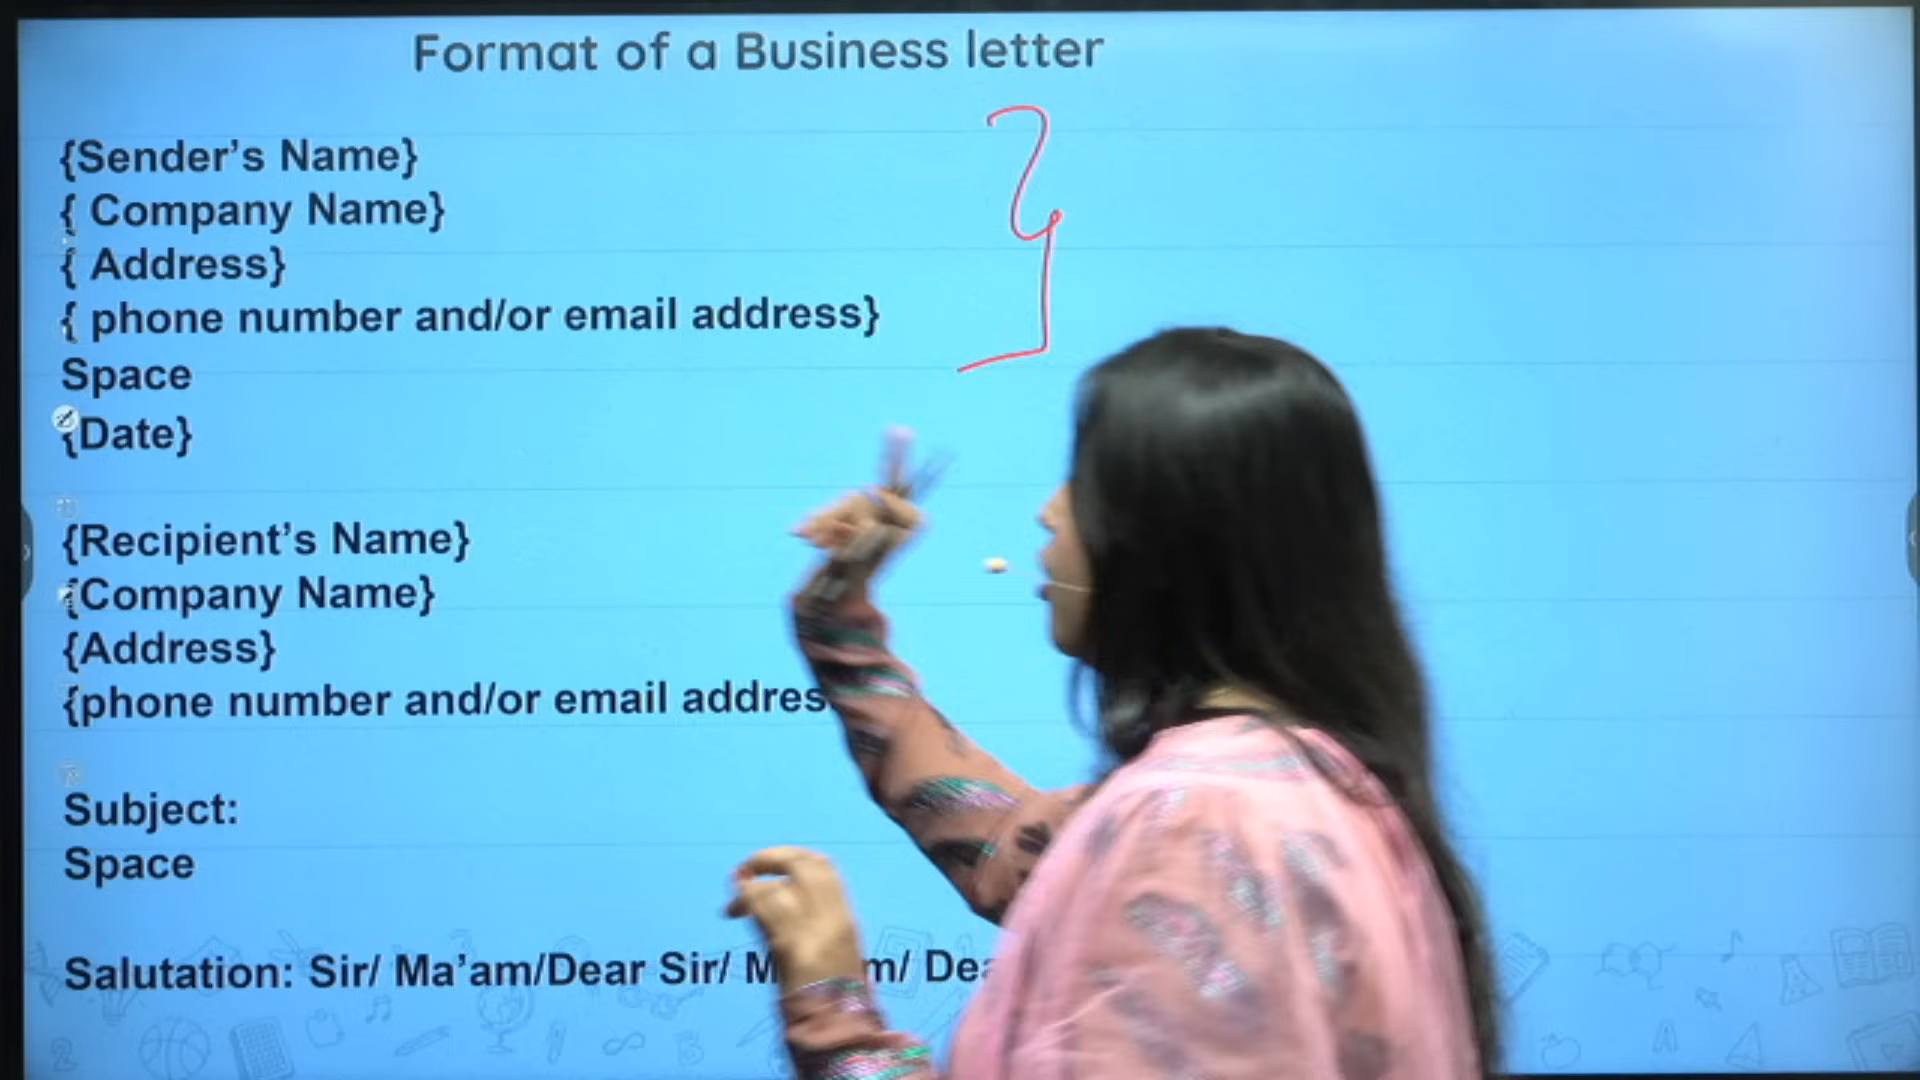 Format of a Business letter
{Sender’s Name}
{ Company Name}
{ Address}
{ phone number and/or email address}
Space
{Date}
{Recipient’s Name}
{Company Name}
{Address}
{phone number and/or email
Subject:
Space
Salutation: Sir/ Ma’am/Dear Sir/